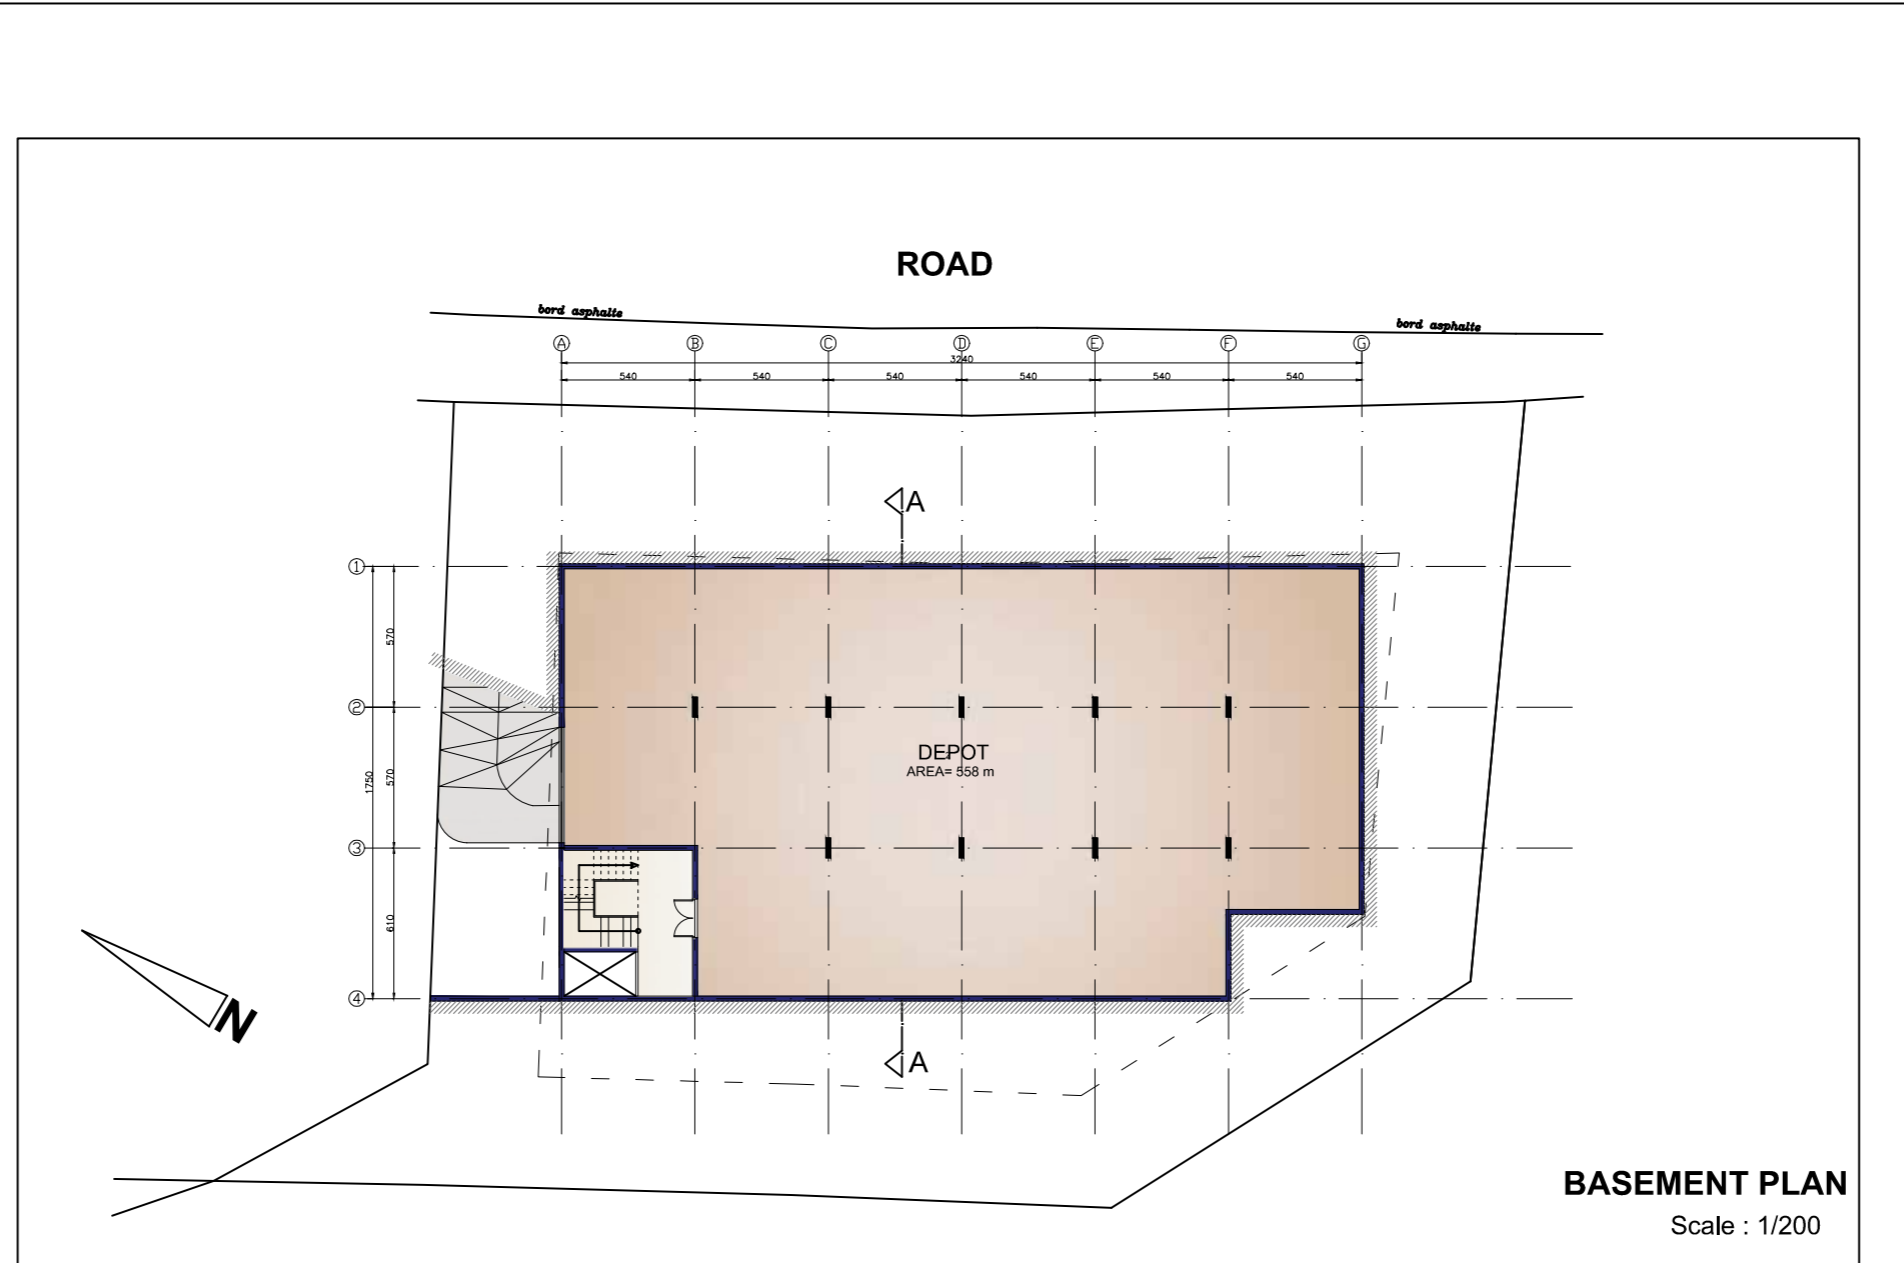 ROAD
bord asphalte
bord asphalte
A B C D E F G
3240
540 540 540 540 540 540
A
1
570
2
DEPOT
AREA= 558 m
1750
570
3
610
4
N
A
BASEMENT PLAN
Scale : 1/200